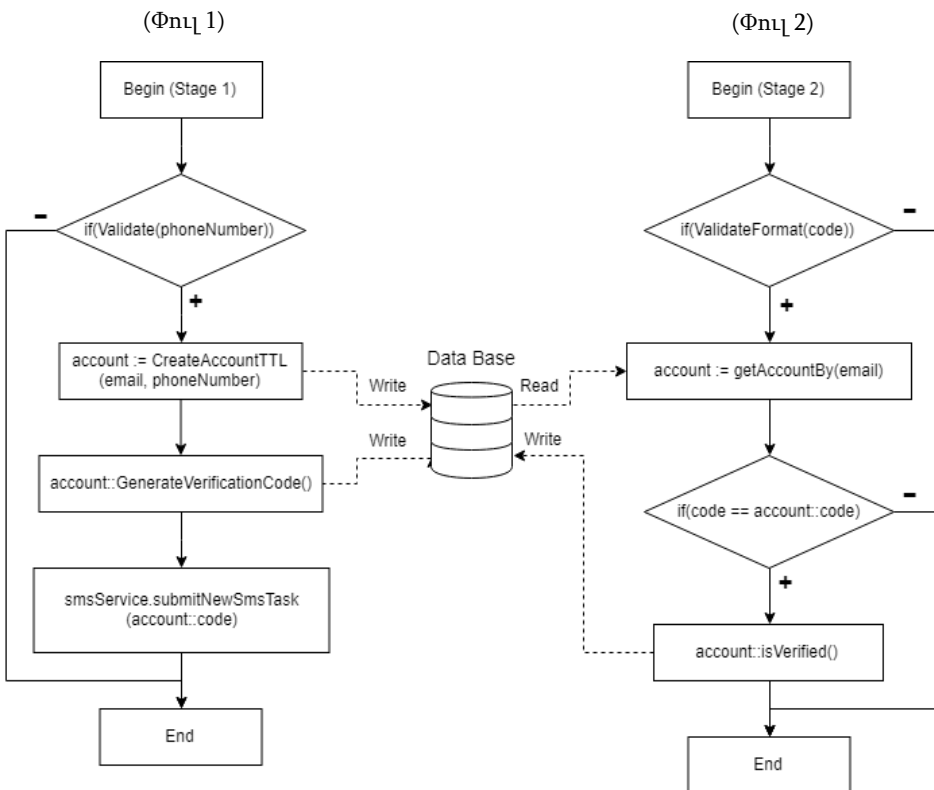 (Փուլ 1)
Begin (Stage 1)
-
if(Validate(phoneNumber))
+
account := CreateAccountTTL
(email, phoneNumber)
account::GenerateVerificationCode()
smsService.submitNewSmsTask
(account::code)
End
Data Base
Write
Read
Write
Write
(Փուլ 2)
Begin (Stage 2)
-
if(ValidateFormat(code))
+
account := getAccountBy(email)
-
if(code == account::code)
+
account::isVerified()
End